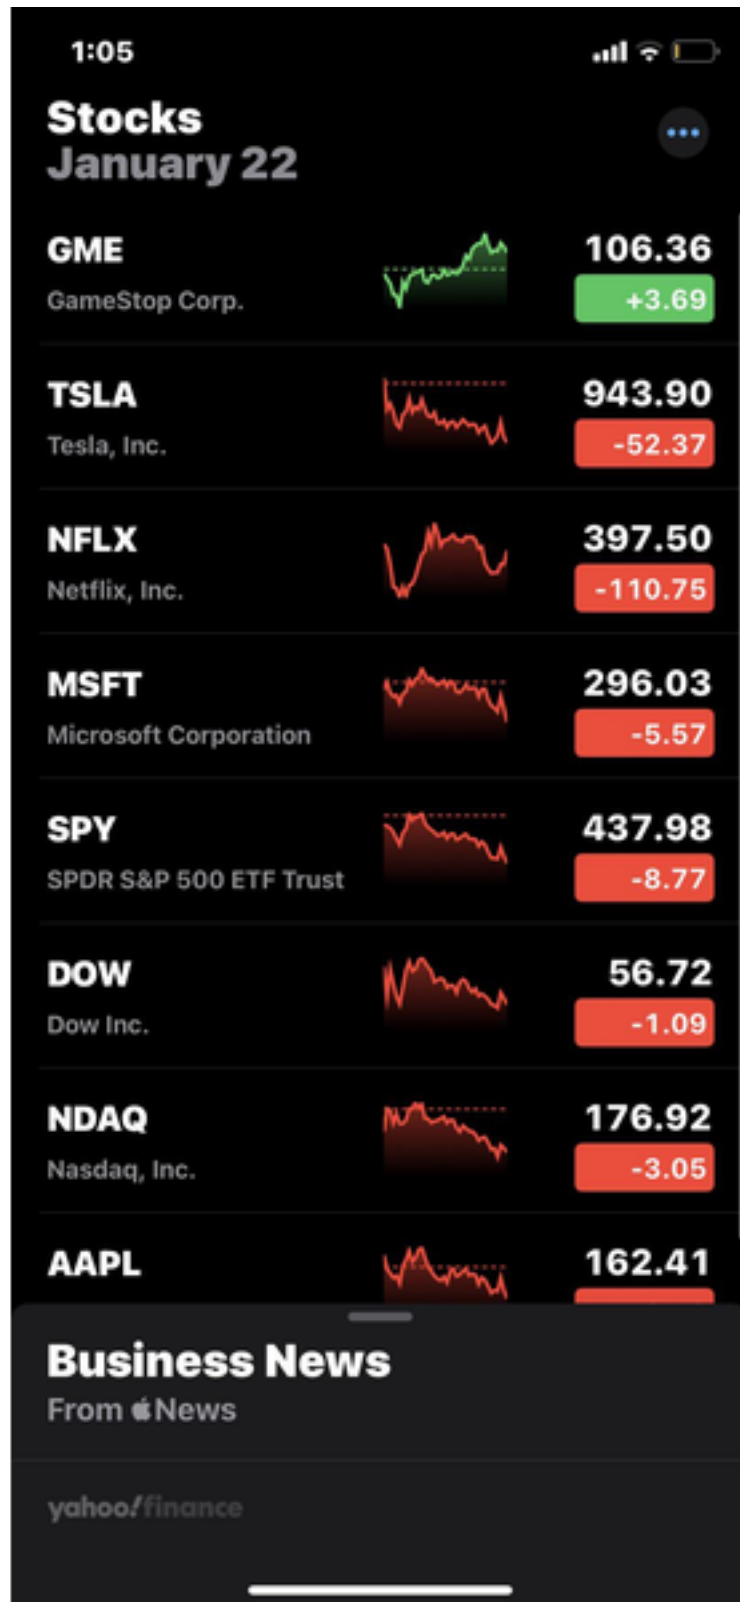 1:05
Stocks
January 22
GME 106.36
GameStop Corp. +3.69
TSLA 943.90
Tesla, Inc. -52.37
NFLX 397.50
Netflix, Inc. -110.75
MSFT 296.03
Microsoft Corporation -5.57
SPY 437.98
SPDR S&P 500 ETF Trust -8.77
DOW 56.72
Dow Inc. -1.09
NDAQ 176.92
Nasdaq, Inc. -3.05
AAPL 162.41
Business News
From News
yahoo!finance